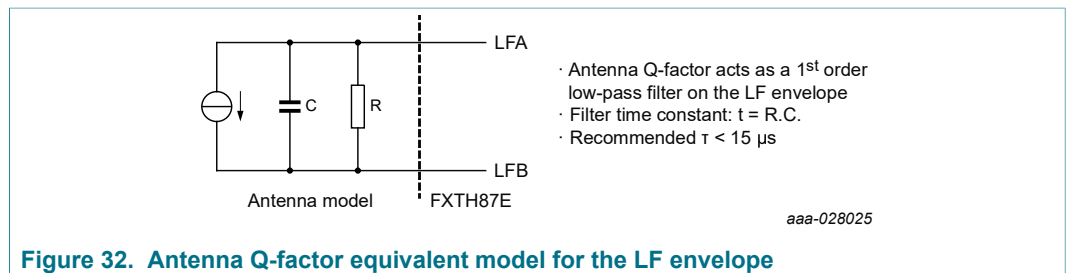 LFA
C
R
LFB
Antenna model
FXTH87E
· Antenna Q-factor acts as a 1st order
low-pass filter on the LF envelope
· Filter time constant: t = R.C.
· Recommended τ < 15 μs
aaa-028025
Figure 32. Antenna Q-factor equivalent model for the LF envelope